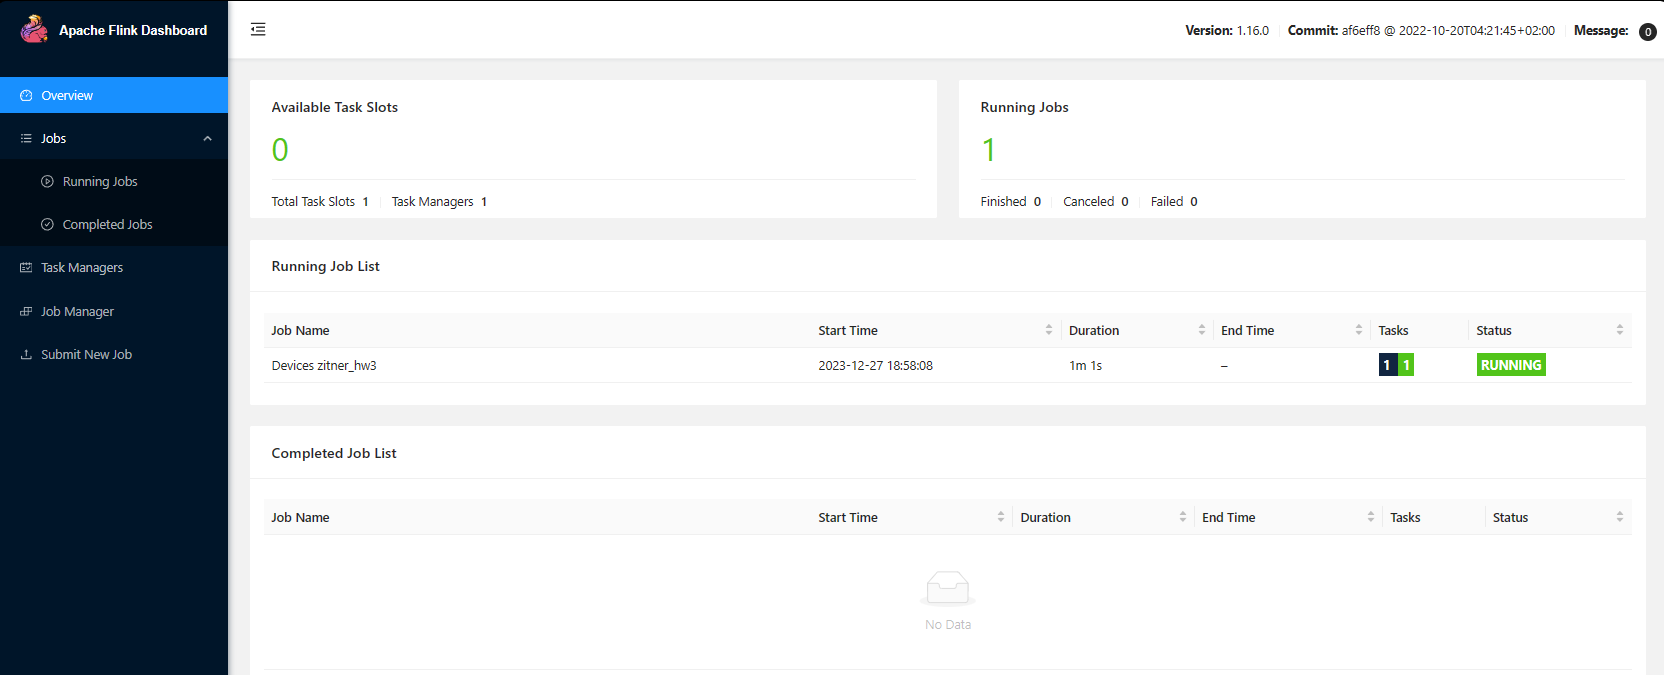 Apache Flink Dashboard
Version: 1.16.0 Commit: af6eff8 @ 2022-10-20T04:21:45+02:00 Message: 0
Overview
Jobs
Running Jobs
Completed Jobs
Task Managers
Job Manager
Submit New Job
Available Task Slots
0
Total Task Slots 1 Task Managers 1
Running Jobs
1
Finished 0 Canceled 0 Failed 0
Running Job List
Job Name Start Time Duration End Time Tasks Status
Devices zitner_hw3 2023-12-27 18:58:08 1m 1s – 1 1 RUNNING
Completed Job List
Job Name Start Time Duration End Time Tasks Status
No Data